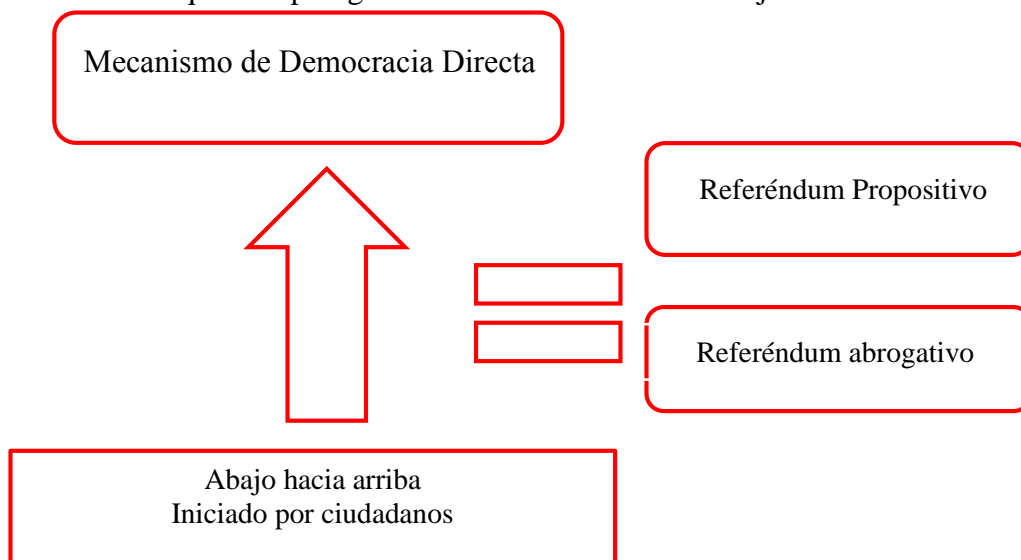 Mecanismo de Democracia Directa
Referéndum Propositivo
Referéndum abrogativo
Abajo hacia arriba
Iniciado por ciudadanos